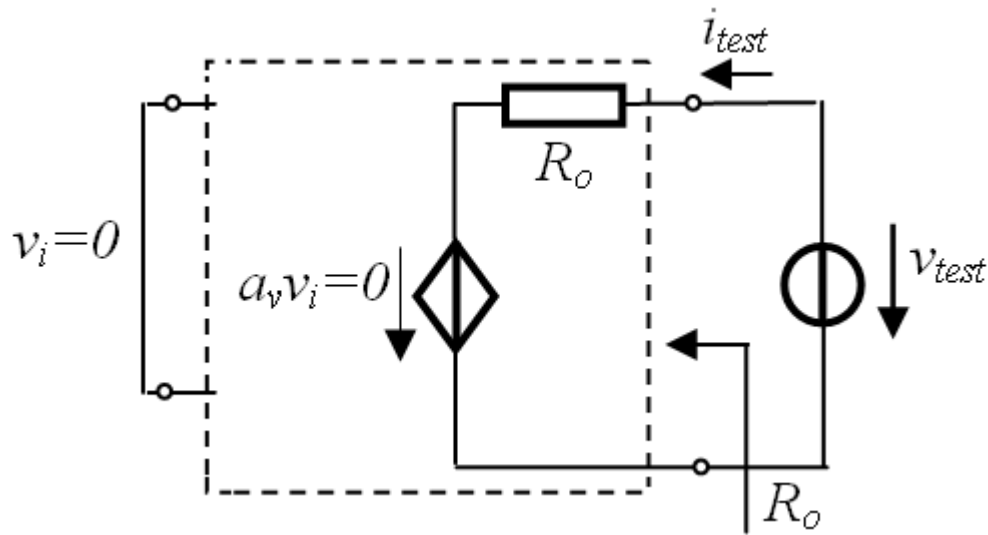 i_test
R_o
v_i=0
a_v v_i=0
v_test
R_o